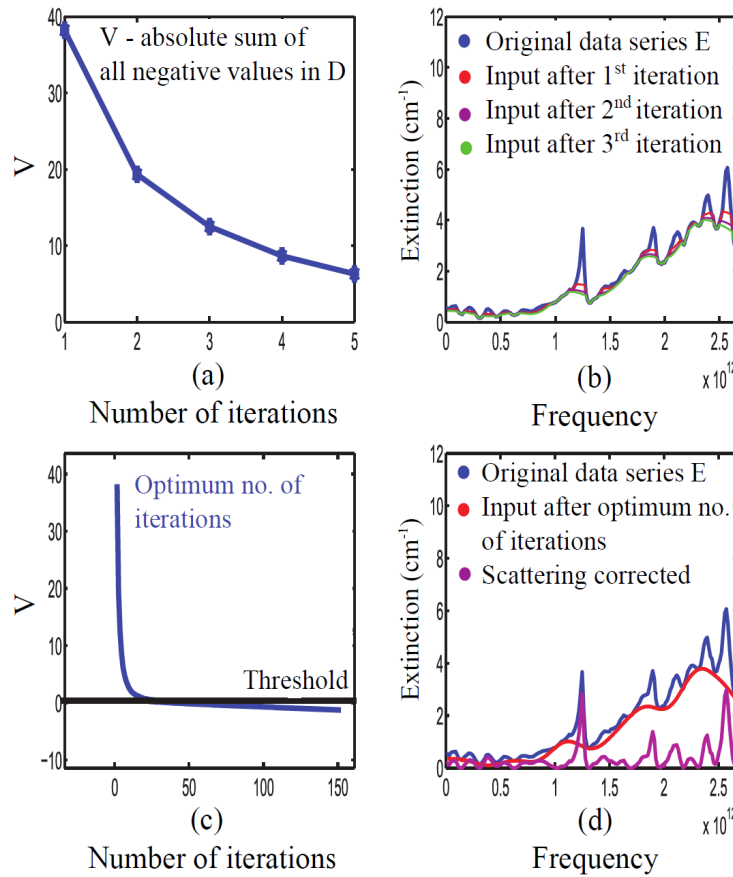 40
30
20
10
0
V
V - absolute sum of
all negative values in D
1 2 3 4 5
(a)
Number of iterations
12
10
8
6
4
2
0
Extinction (cm⁻¹)
Original data series E
Input after 1ˢᵗ iteration
Input after 2ⁿᵈ iteration
Input after 3ʳᵈ iteration
0 0.5 1 1.5 2 2.5
x 10¹²
(b)
Frequency
40
30
20
10
0
−10
V
Optimum no. of
iterations
Threshold
0 50 100 150
(c)
Number of iterations
12
10
8
6
4
2
0
Extinction (cm⁻¹)
Original data series E
Input after optimum no.
of iterations
Scattering corrected
0 0.5 1 1.5 2 2.5
x 10¹²
(d)
Frequency